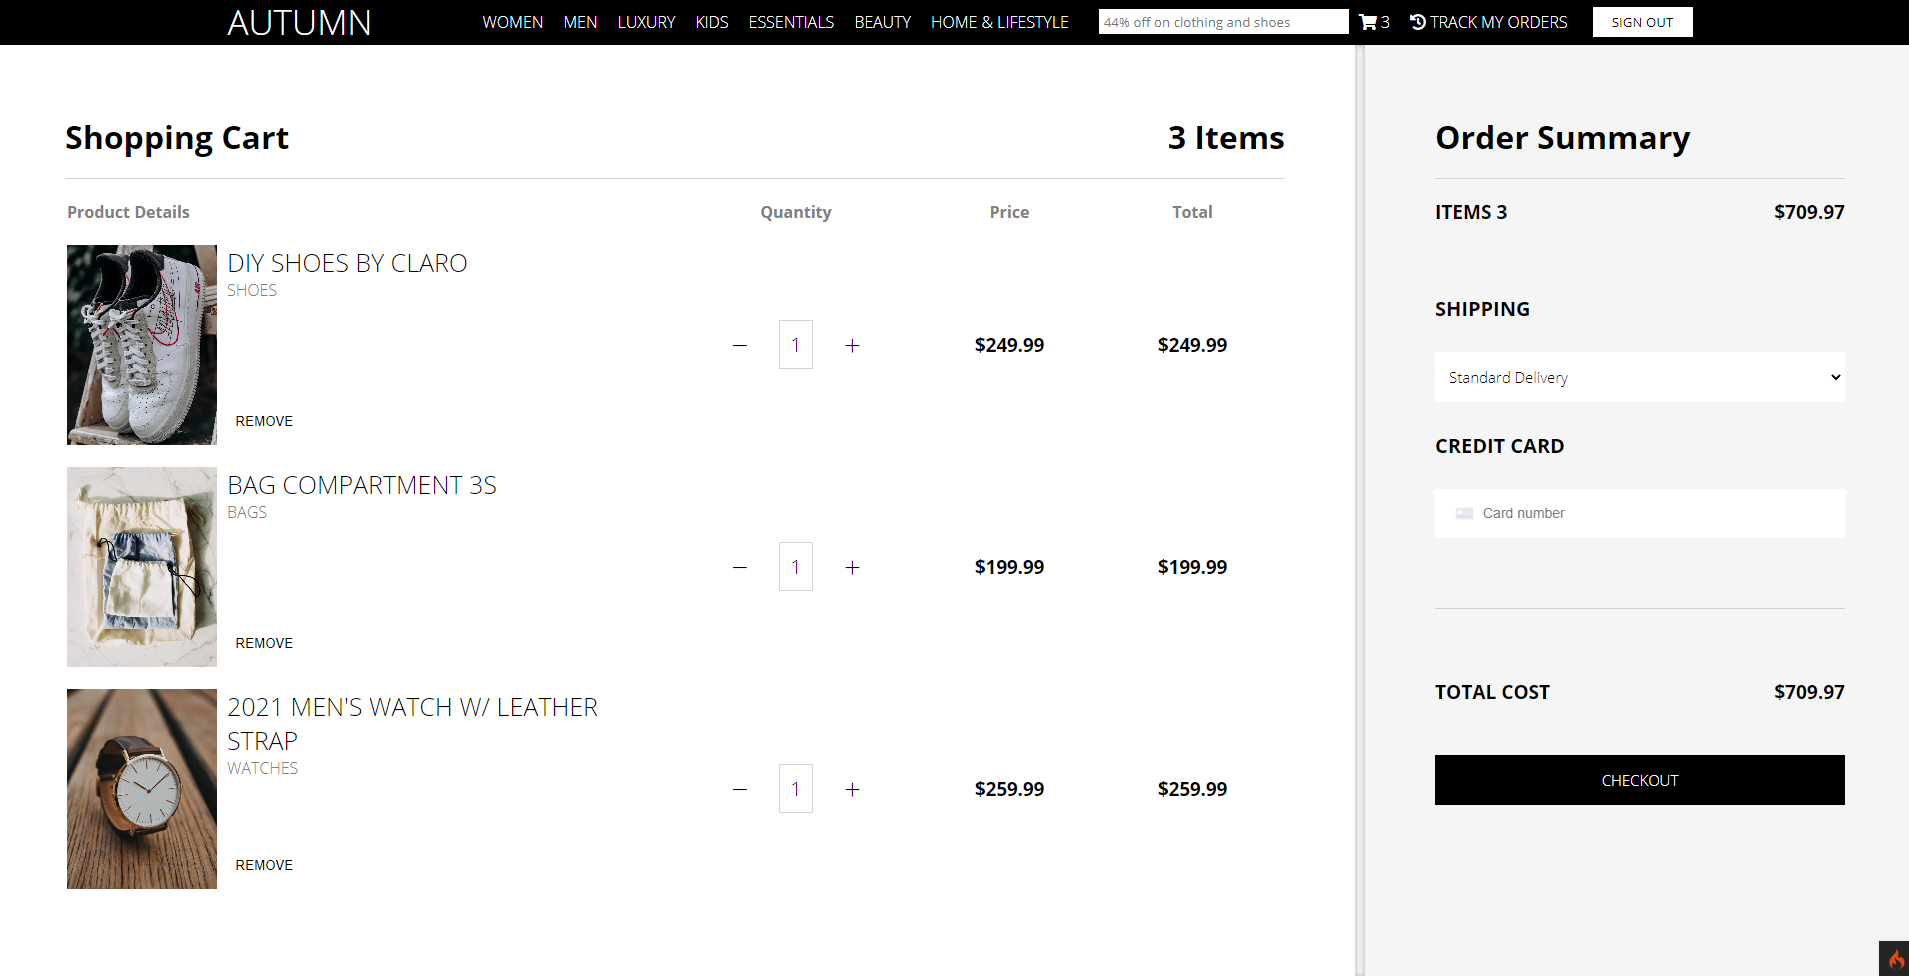 AUTUMN
WOMEN MEN LUXURY KIDS ESSENTIALS BEAUTY HOME & LIFESTYLE
44% off on clothing and shoes
3 TRACK MY ORDERS
SIGN OUT
Shopping Cart 3 Items
Product Details Quantity Price Total
DIY SHOES BY CLARO
SHOES
1 $249.99 $249.99
REMOVE
BAG COMPARTMENT 3S
BAGS
1 $199.99 $199.99
REMOVE
2021 MEN'S WATCH W/ LEATHER
STRAP
WATCHES
1 $259.99 $259.99
REMOVE
Order Summary
ITEMS 3 $709.97
SHIPPING
Standard Delivery
CREDIT CARD
Card number
TOTAL COST $709.97
CHECKOUT